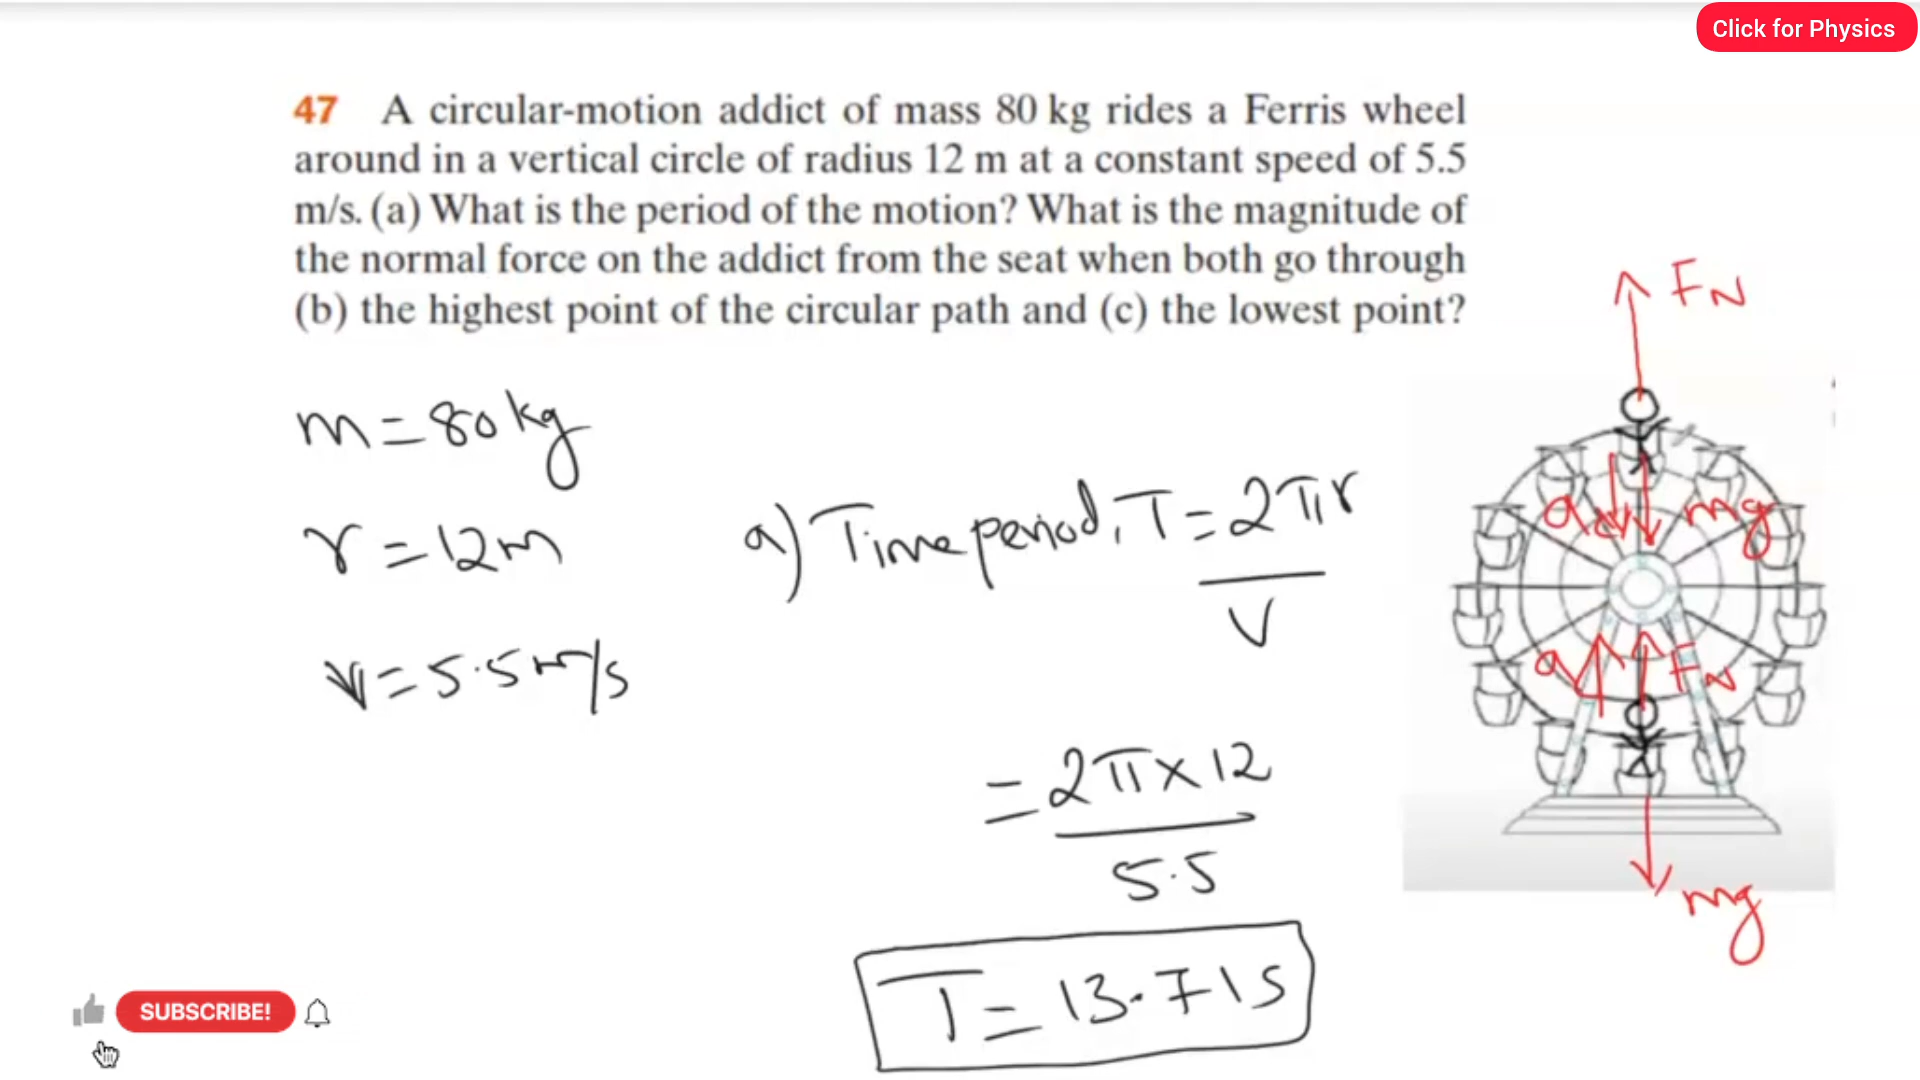 Click for Physics
47 A circular-motion addict of mass 80 kg rides a Ferris wheel
around in a vertical circle of radius 12 m at a constant speed of 5.5
m/s. (a) What is the period of the motion? What is the magnitude of
the normal force on the addict from the seat when both go through
(b) the highest point of the circular path and (c) the lowest point?
m = 80 kg
r = 12 m
v = 5.5 m/s
a) Time period, T = 2πr
v
= 2π × 12
5.5
T = 13.71 s
F_N
a_c
mg
a
F_N
mg
SUBSCRIBE!